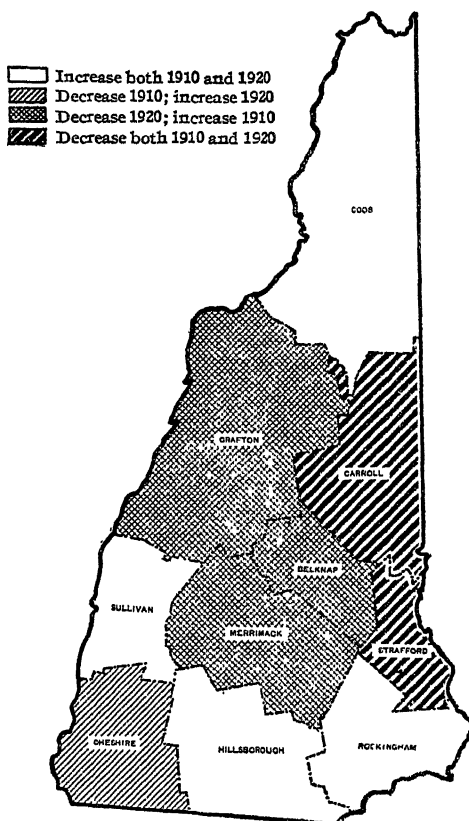 Increase both 1910 and 1920
Decrease 1910; increase 1920
Decrease 1920; increase 1910
Decrease both 1910 and 1920
COOS
GRAFTON
CARROLL
BELKNAP
SULLIVAN
MERRIMACK
STRAFFORD
CHESHIRE
HILLSBOROUGH
ROCKINGHAM